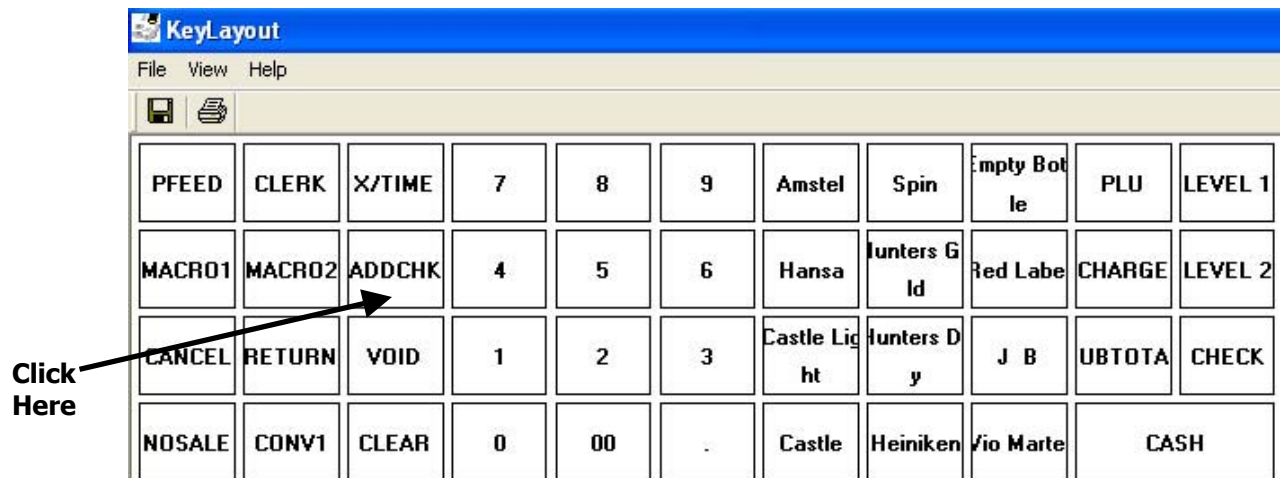 KeyLayout
File View Help
PFEED CLERK X/TIME 7 8 9 Amstel Spin Empty Bot PLU LEVEL 1
le
MACRO1 MACRO2 ADDCHK 4 5 6 Hansa Hunters G Red Labe CHARGE LEVEL 2
ld
CANCEL RETURN VOID 1 2 3 Castle Lig Hunters D J B UBTOTA CHECK
ht y
Click
Here
NOSALE CONV1 CLEAR 0 00 . Castle Heiniken Vio Marte CASH